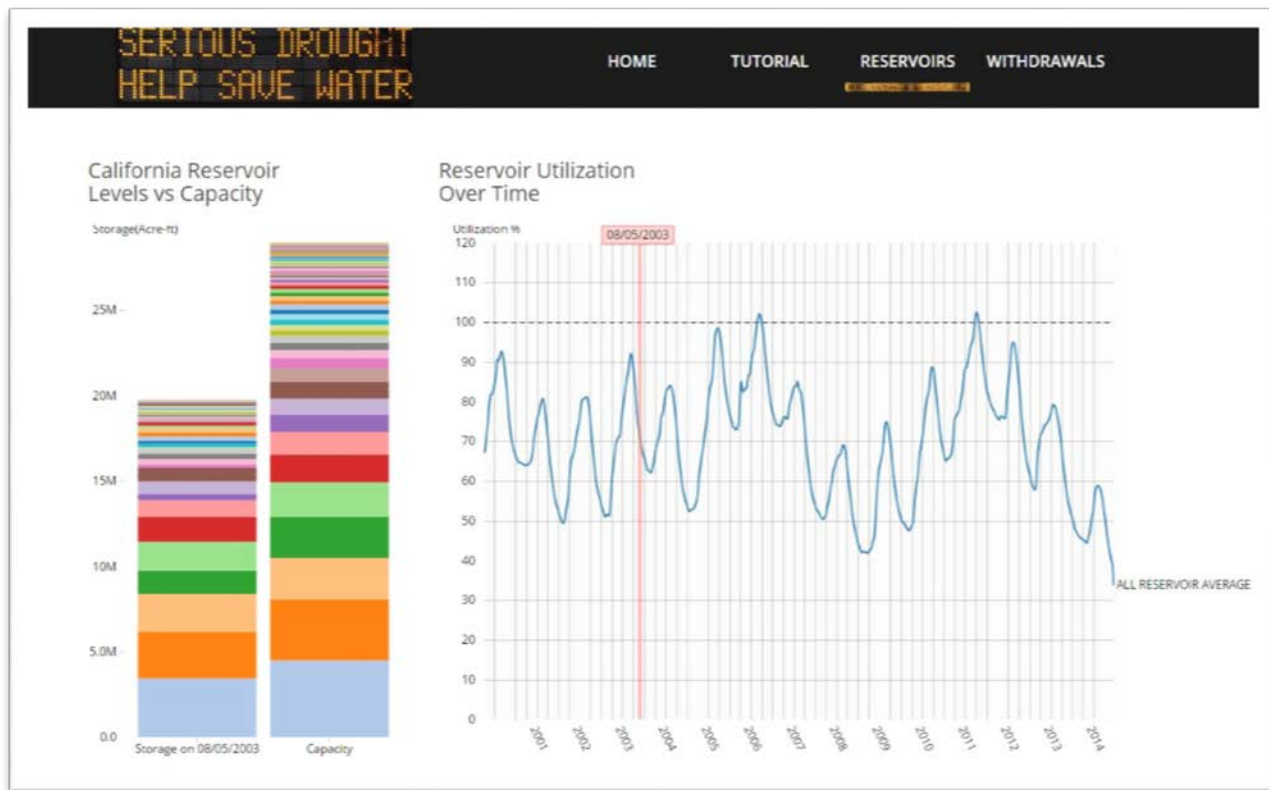 SERIOUS DROUGHT
HELP SAVE WATER
HOME
TUTORIAL
RESERVOIRS
WITHDRAWALS
California Reservoir
Levels vs Capacity
Storage(Acre-ft)
25M
20M
15M
10M
5.0M
0.0
Storage on 08/05/2003
Capacity
Reservoir Utilization
Over Time
Utilization %
08/05/2003
120
110
100
90
80
70
60
50
40
30
20
10
0
2001
2002
2003
2004
2005
2006
2007
2008
2009
2010
2011
2012
2013
2014
ALL RESERVOIR AVERAGE